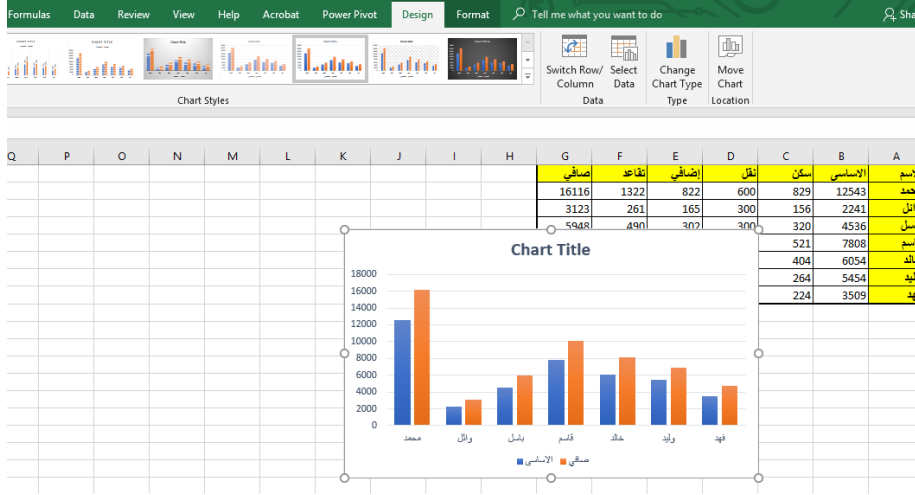 Formulas Data Review View Help Acrobat Power Pivot Design Format Tell me what you want to do Sha
Switch Row/ Column
Select Data
Change Chart Type
Move Chart
Chart Styles Data Type Location
Q P O N M L K J I H G F E D C B A
الاساسى سكن نقل إضافي تقاعد صافي
16116 1322 822 600 829 12543
3123 261 165 300 156 2241
5948 490 302 300 320 4536
521 7808
404 6054
264 5454
224 3509
Chart Title
18000
16000
14000
12000
10000
8000
6000
4000
2000
0
محمد وائل باسل قاسم خالد وليد فهد
الاساسى صافي